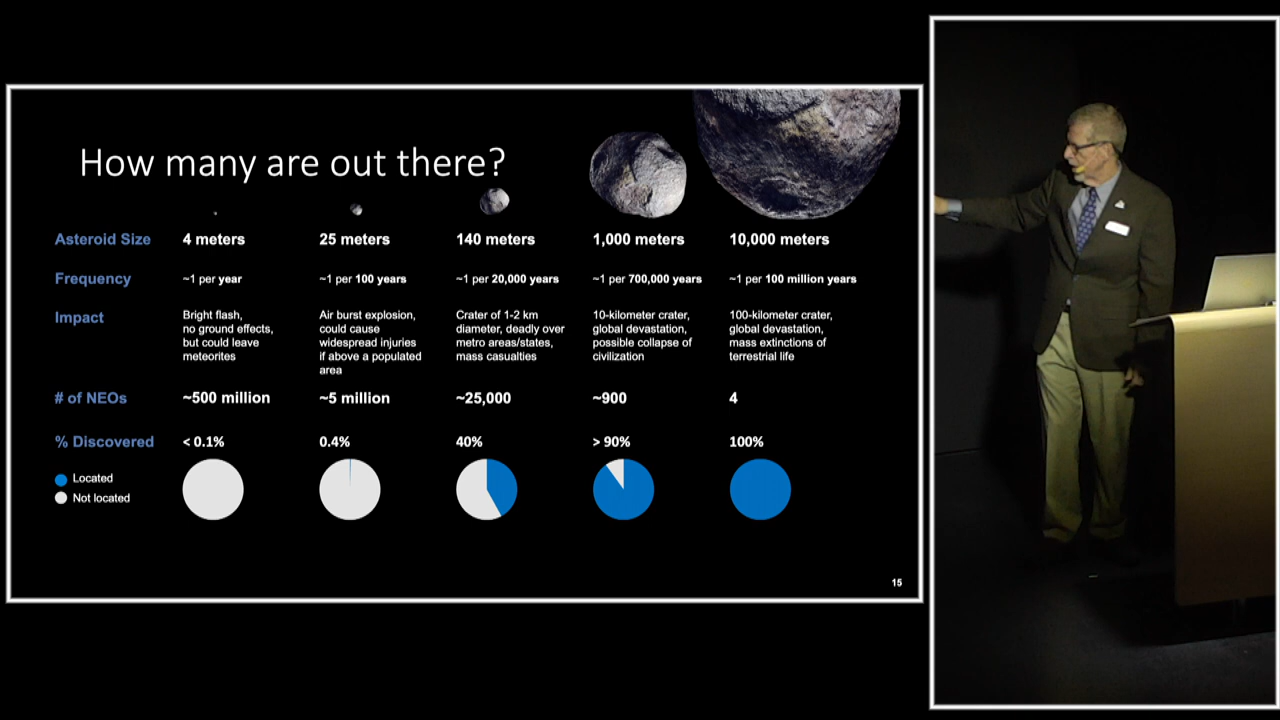 How many are out there?
Asteroid Size 4 meters 25 meters 140 meters 1,000 meters 10,000 meters
Frequency ~1 per year ~1 per 100 years ~1 per 20,000 years ~1 per 700,000 years ~1 per 100 million years
Impact
Bright flash,
no ground effects,
but could leave
meteorites
Air burst explosion,
could cause
widespread injuries
if above a populated
area
Crater of 1-2 km
diameter, deadly over
metro areas/states,
mass casualties
10-kilometer crater,
global devastation,
possible collapse of
civilization
100-kilometer crater,
global devastation,
mass extinctions of
terrestrial life
# of NEOs ~500 million ~5 million ~25,000 ~900 4
% Discovered < 0.1% 0.4% 40% > 90% 100%
Located
Not located
15